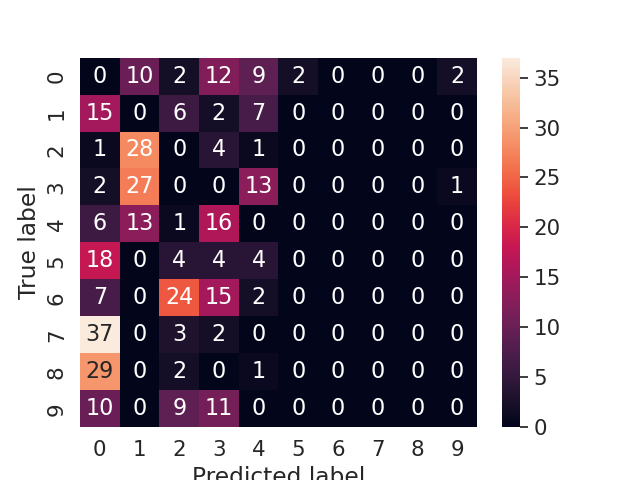 0 0 10 2 12 9 2 0 0 0 2
1 15 0 6 2 7 0 0 0 0 0
2 1 28 0 4 1 0 0 0 0 0
3 2 27 0 0 13 0 0 0 0 1
4 6 13 1 16 0 0 0 0 0 0
5 18 0 4 4 4 0 0 0 0 0
6 7 0 24 15 2 0 0 0 0 0
7 37 0 3 2 0 0 0 0 0 0
8 29 0 2 0 1 0 0 0 0 0
9 10 0 9 11 0 0 0 0 0 0
0 1 2 3 4 5 6 7 8 9
True label
Predicted label
35
30
25
20
15
10
5
0